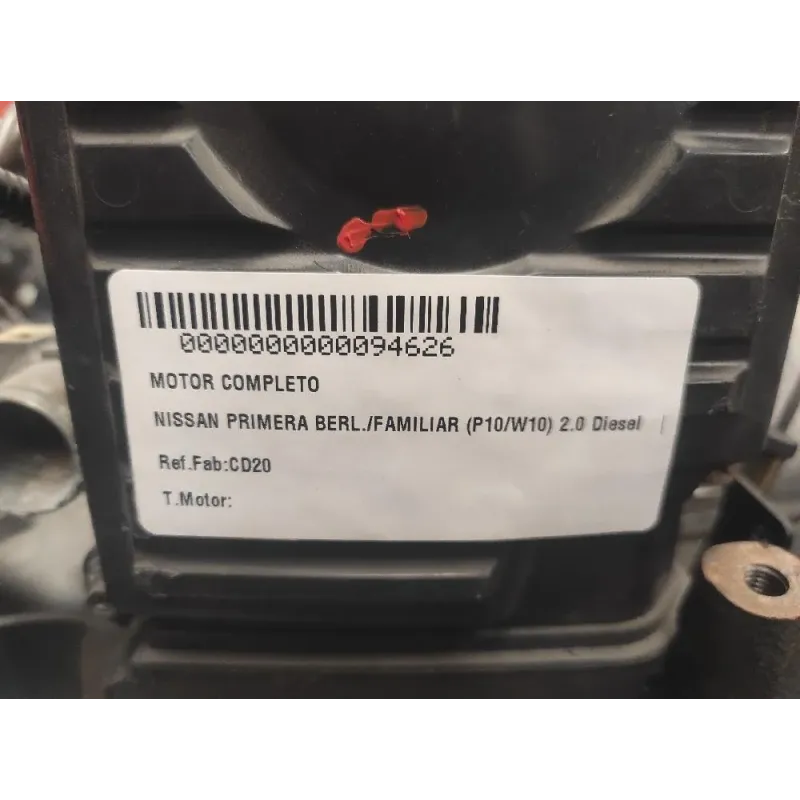 0000000000094626
MOTOR COMPLETO
NISSAN PRIMERA BERL./FAMILIAR (P10/W10) 2.0 Diesel
Ref.Fab:CD20
T.Motor: